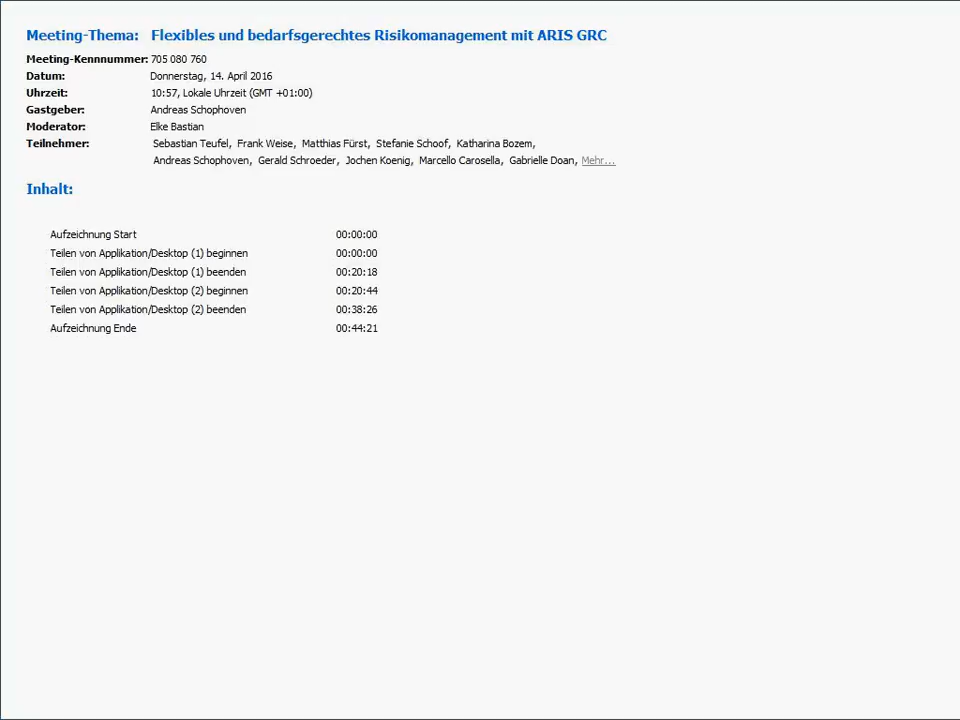 Meeting-Thema: Flexibles und bedarfsgerechtes Risikomanagement mit ARIS GRC
Meeting-Kennnummer: 705 080 760
Datum: Donnerstag, 14. April 2016
Uhrzeit: 10:57, Lokale Uhrzeit (GMT +01:00)
Gastgeber: Andreas Schophoven
Moderator: Elke Bastian
Teilnehmer: Sebastian Teufel, Frank Weise, Matthias Fürst, Stefanie Schoof, Katharina Bozem,
Andreas Schophoven, Gerald Schroeder, Jochen Koenig, Marcello Carosella, Gabrielle Doan, Mehr...
Inhalt:
Aufzeichnung Start 00:00:00
Teilen von Applikation/Desktop (1) beginnen 00:00:00
Teilen von Applikation/Desktop (1) beenden 00:20:18
Teilen von Applikation/Desktop (2) beginnen 00:20:44
Teilen von Applikation/Desktop (2) beenden 00:38:26
Aufzeichnung Ende 00:44:21